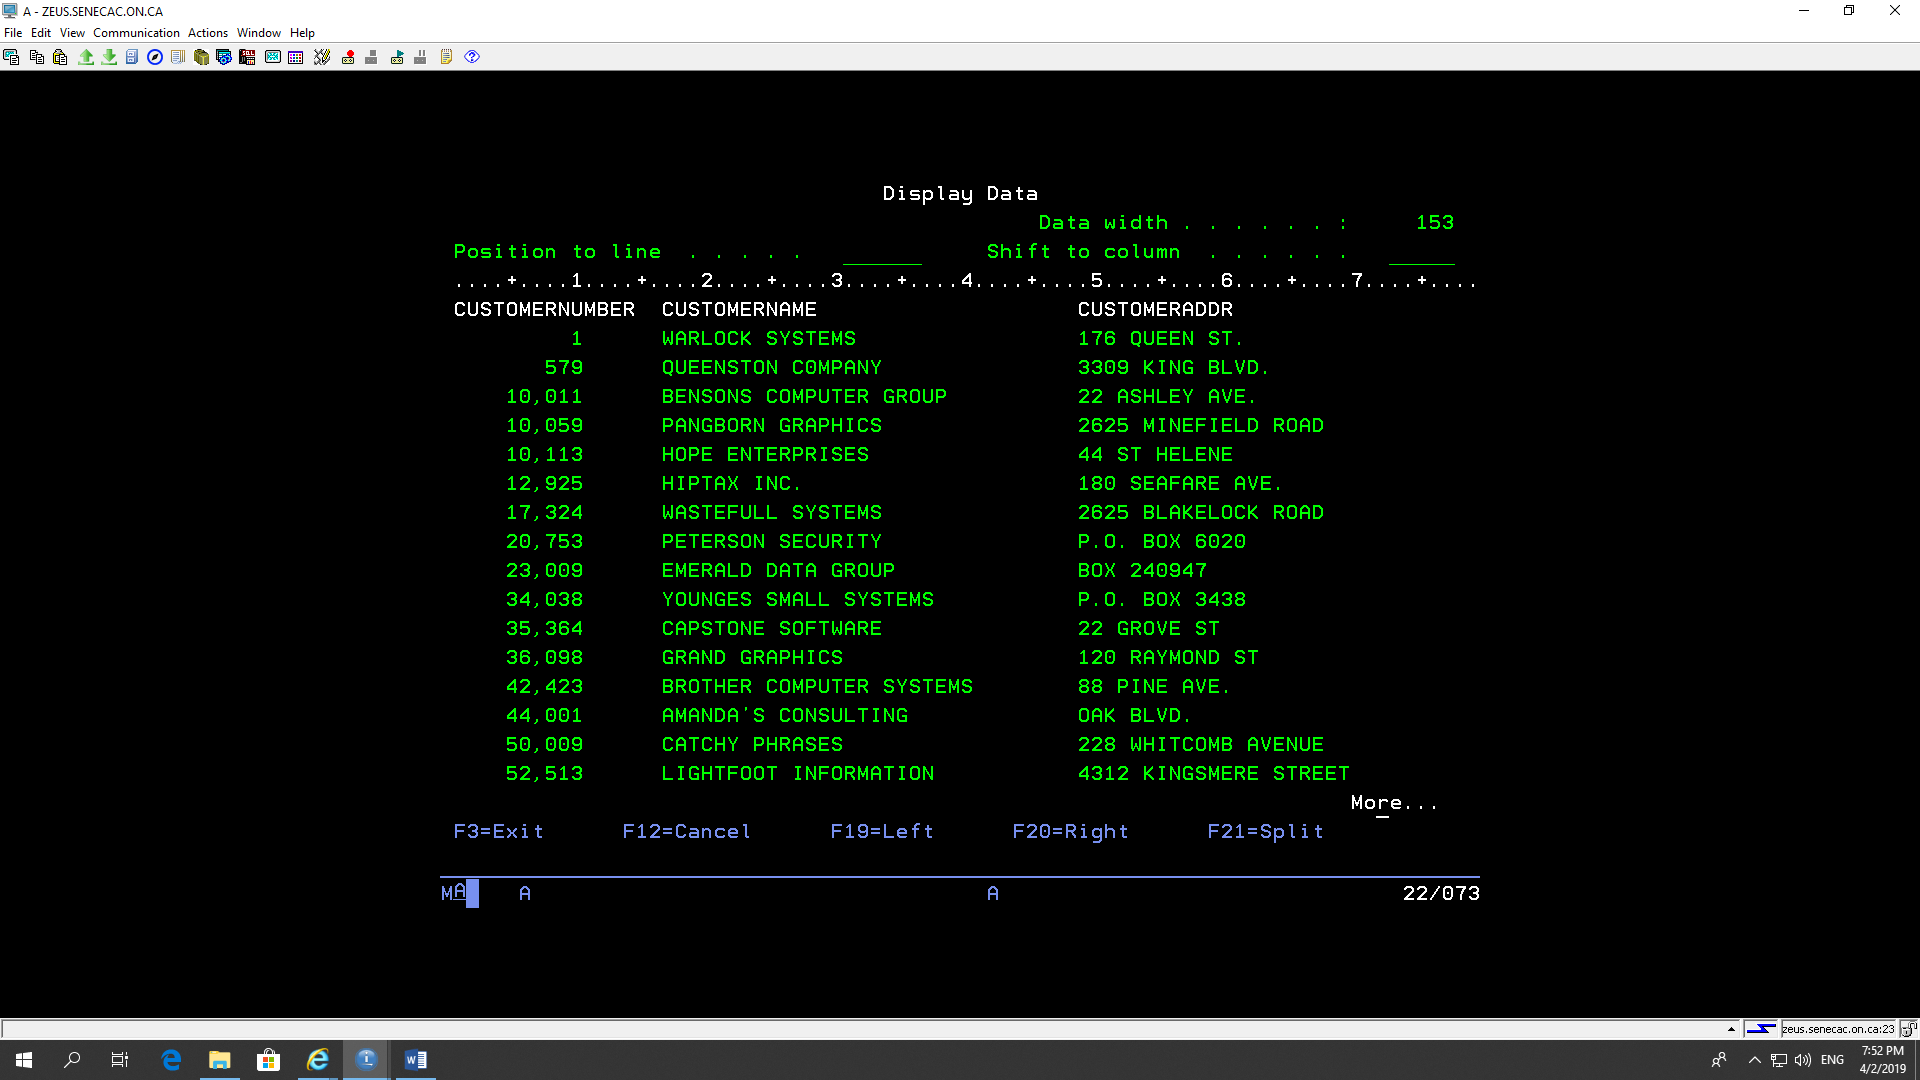 A - ZEUS.SENECAC.ON.CA
File Edit View Communication Actions Window Help
Display Data
Data width . . . . . . : 153
Position to line . . . . . ______ Shift to column . . . . . . _____
....+....1....+....2....+....3....+....4....+....5....+....6....+....7....+....
CUSTOMERNUMBER CUSTOMERNAME CUSTOMERADDR
1 WARLOCK SYSTEMS 176 QUEEN ST.
579 QUEENSTON C0MPANY 3309 KING BLVD.
10,011 BENSONS COMPUTER GROUP 22 ASHLEY AVE.
10,059 PANGBORN GRAPHICS 2625 MINEFIELD ROAD
10,113 HOPE ENTERPRISES 44 ST HELENE
12,925 HIPTAX INC. 180 SEAFARE AVE.
17,324 WASTEFULL SYSTEMS 2625 BLAKELOCK ROAD
20,753 PETERSON SECURITY P.O. BOX 6020
23,009 EMERALD DATA GROUP BOX 240947
34,038 YOUNGES SMALL SYSTEMS P.O. BOX 3438
35,364 CAPSTONE SOFTWARE 22 GROVE ST
36,098 GRAND GRAPHICS 120 RAYMOND ST
42,423 BROTHER COMPUTER SYSTEMS 88 PINE AVE.
44,001 AMANDA'S CONSULTING OAK BLVD.
50,009 CATCHY PHRASES 228 WHITCOMB AVENUE
52,513 LIGHTFOOT INFORMATION 4312 KINGSMERE STREET
More...
F3=Exit F12=Cancel F19=Left F20=Right F21=Split
MA A A 22/073
zeus.senecac.on.ca:23
ENG 7:52 PM
4/2/2019